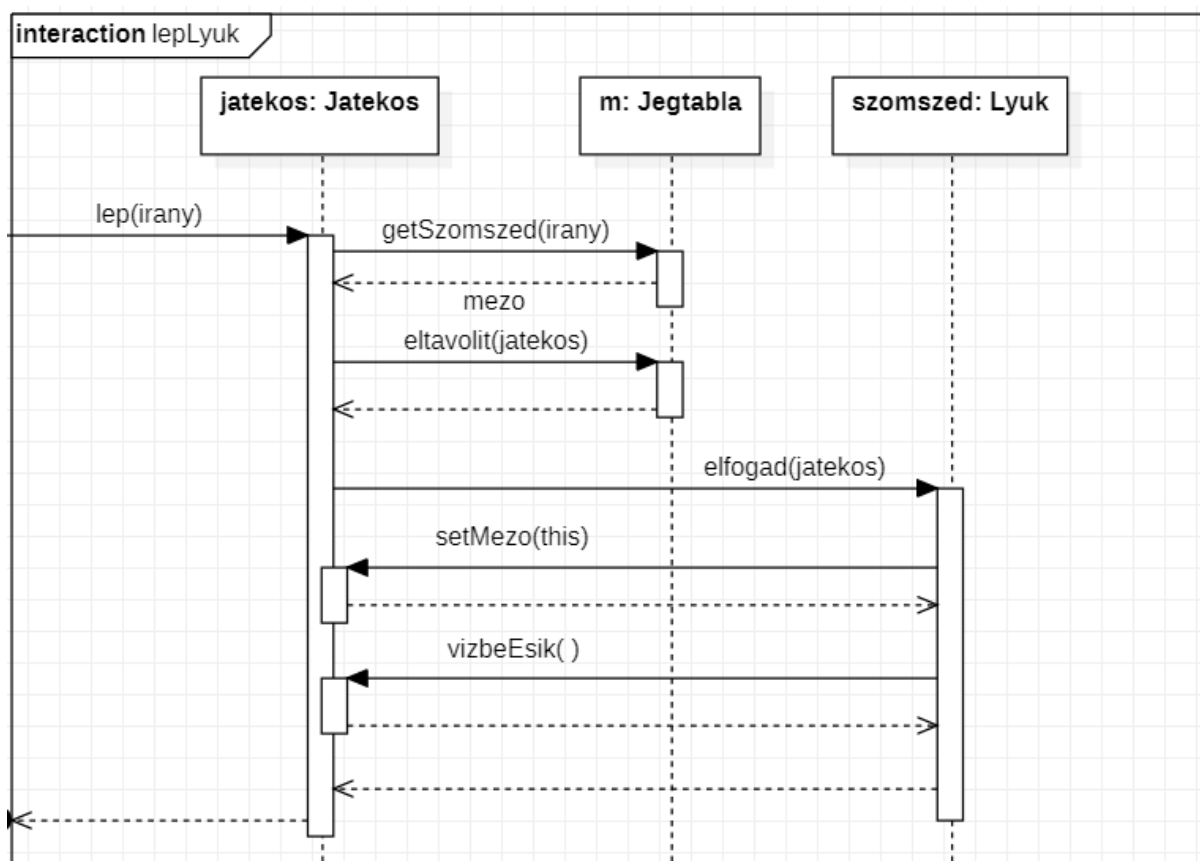 interaction lepLyuk
jatekos: Jatekos
m: Jegtabla
szomszed: Lyuk
lep(irany)
getSzomszed(irany)
mezo
eltavolit(jatekos)
elfogad(jatekos)
setMezo(this)
vizbeEsik( )